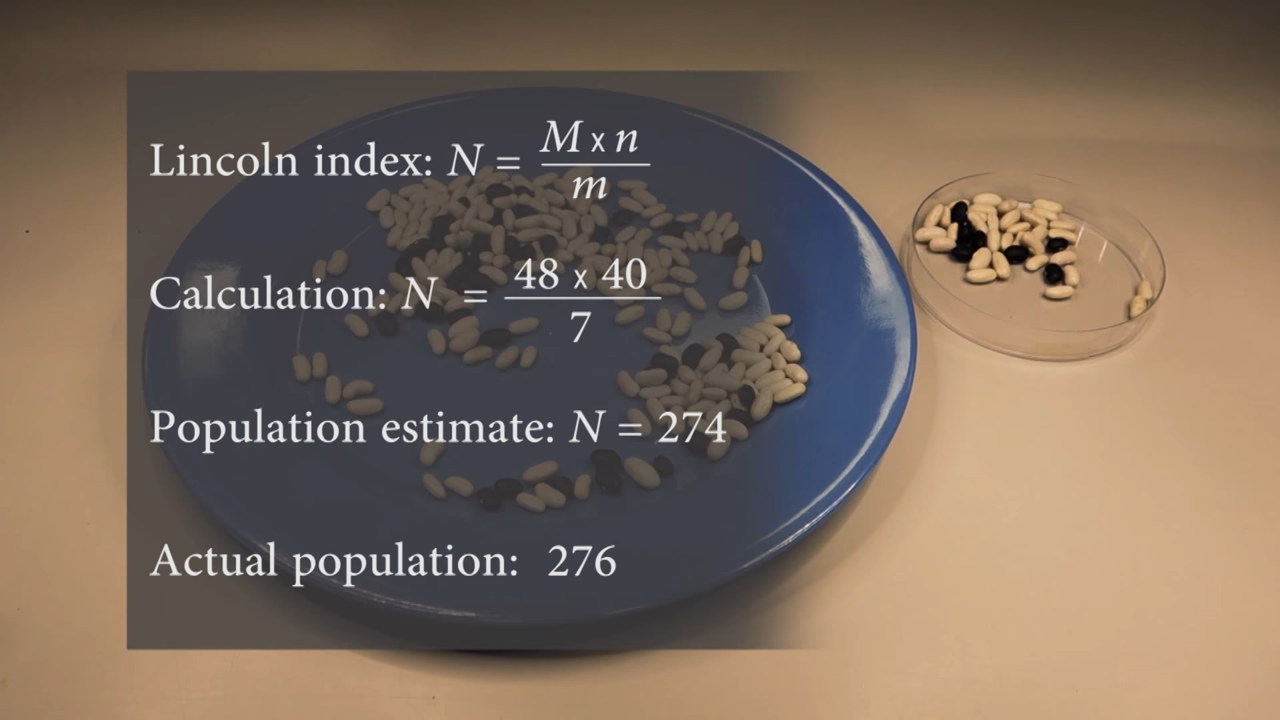 Lincoln index: N = M x n / m
Calculation: N = 48 x 40 / 7
Population estimate: N = 274
Actual population: 276